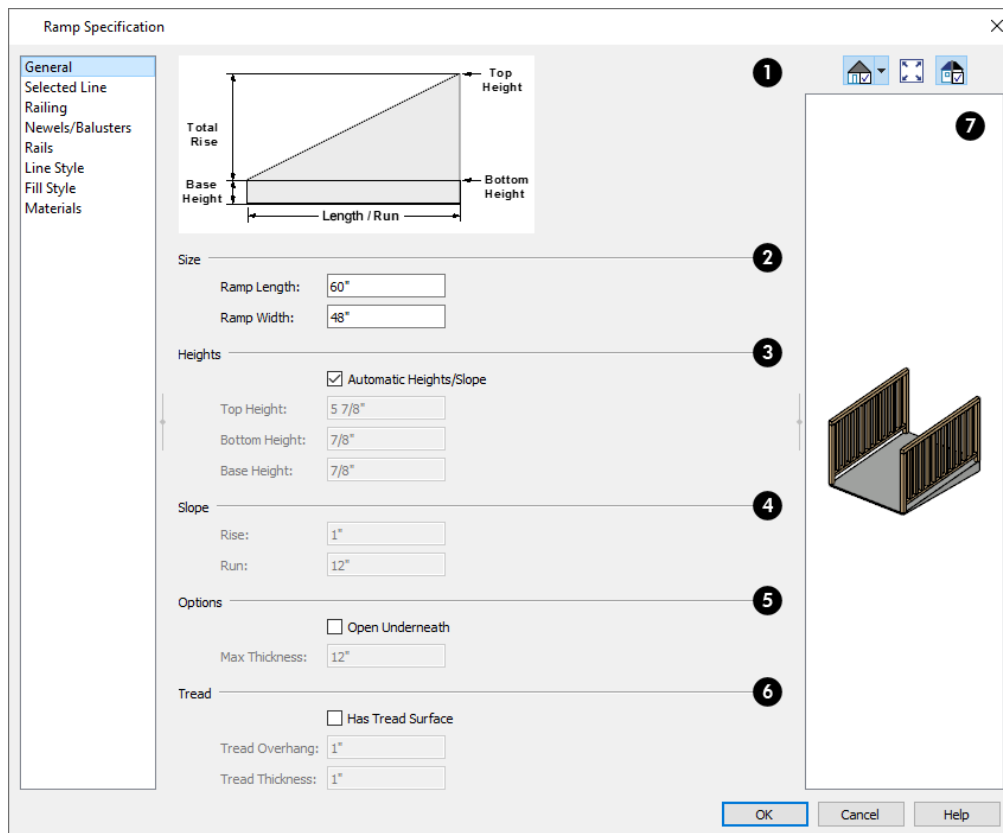 Ramp Specification
General
Selected Line
Railing
Newels/Balusters
Rails
Line Style
Fill Style
Materials
Top
Height
Total
Rise
Base
Height
Bottom
Height
Length / Run
1
7
Size
2
Ramp Length: 60"
Ramp Width: 48"
Heights
3
Automatic Heights/Slope
Top Height: 5 7/8"
Bottom Height: 7/8"
Base Height: 7/8"
Slope
4
Rise: 1"
Run: 12"
Options
5
Open Underneath
Max Thickness: 12"
Tread
6
Has Tread Surface
Tread Overhang: 1"
Tread Thickness: 1"
OK
Cancel
Help